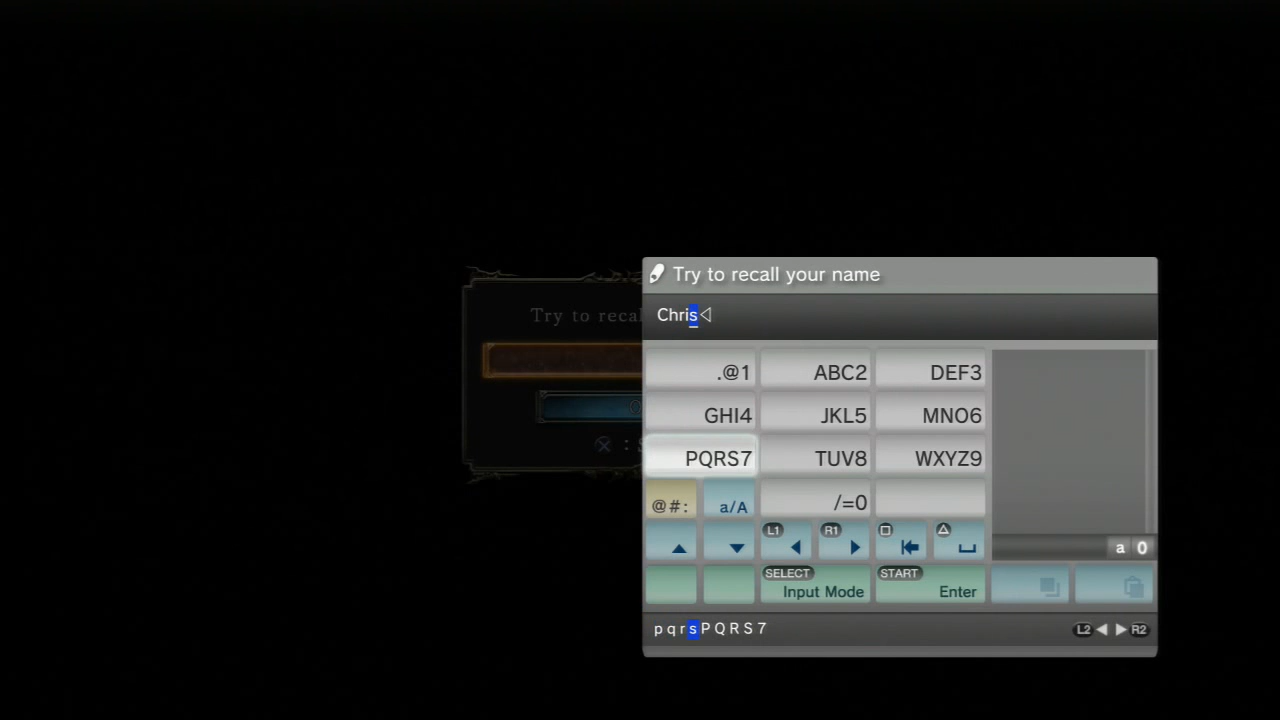 Try to recall your name
Chris
Try to recal
.@1 ABC2 DEF3
GHI4 JKL5 MNO6
PQRS7 TUV8 WXYZ9
@#: a/A /=0
L1 R1
a 0
SELECT START
Input Mode Enter
pqrsPQRS7 L2 R2